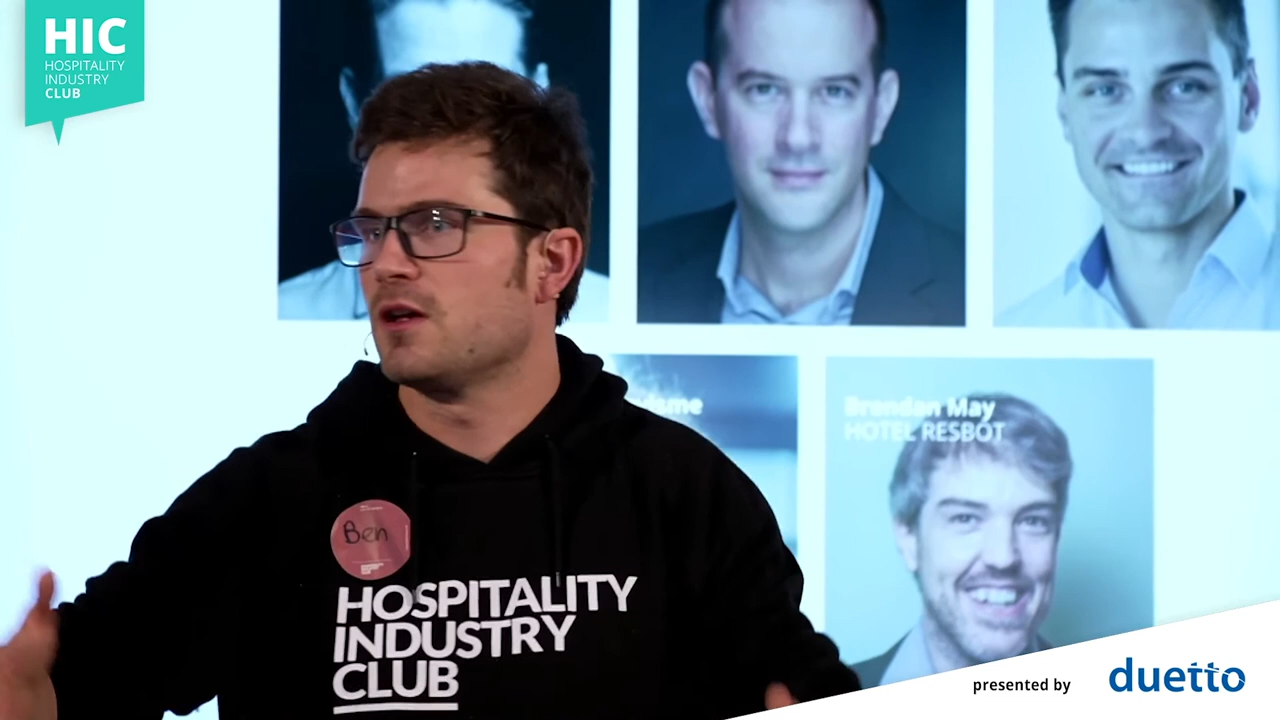 HIC
HOSPITALITY
INDUSTRY
CLUB
Brendan May
HOTEL RESBOT
Ben
HOSPITALITY
INDUSTRY
CLUB
presented by
duetto